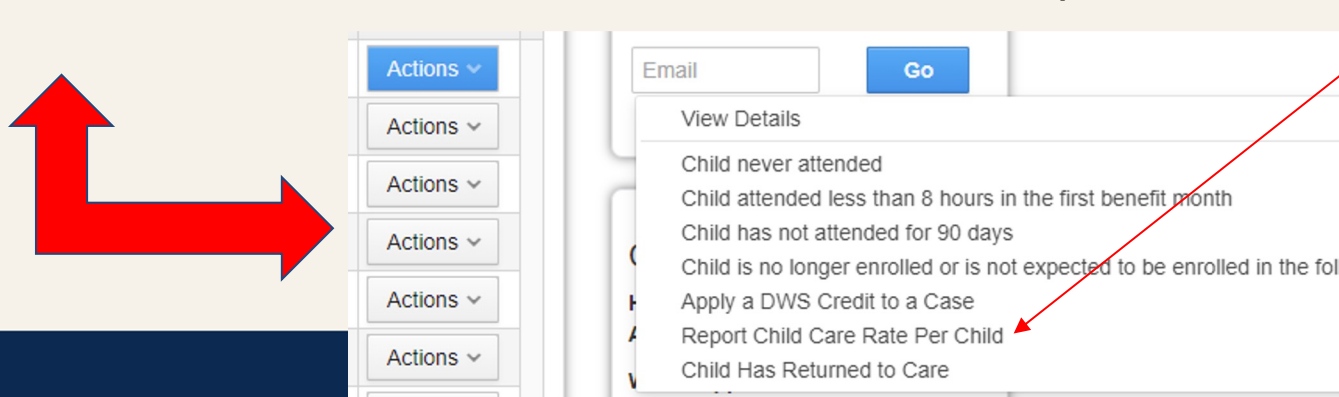 Actions
Actions
Actions
Actions
Actions
Actions
Email
Go
View Details
Child never attended
Child attended less than 8 hours in the first benefit month
Child has not attended for 90 days
Child is no longer enrolled or is not expected to be enrolled in the fol
Apply a DWS Credit to a Case
Report Child Care Rate Per Child
Child Has Returned to Care